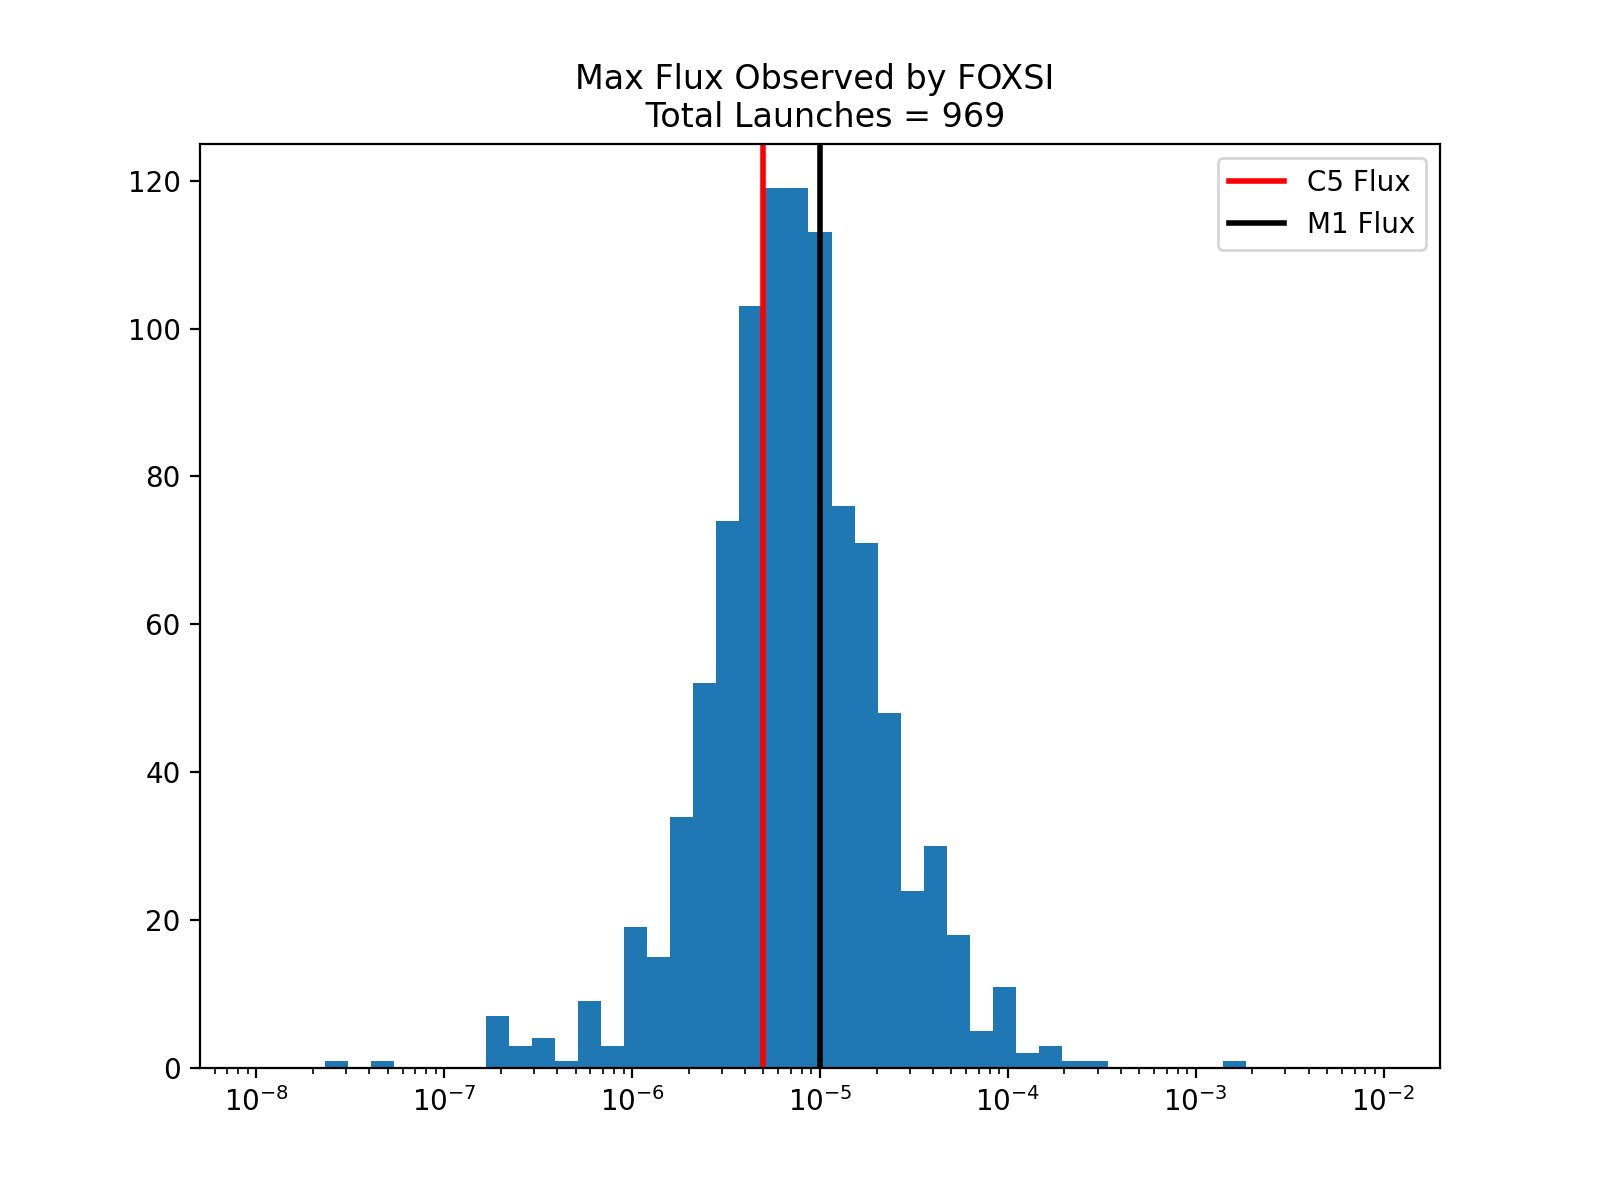 Max Flux Observed by FOXSI
Total Launches = 969
C5 Flux
M1 Flux
120
100
80
60
40
20
0
10⁻⁸ 10⁻⁷ 10⁻⁶ 10⁻⁵ 10⁻⁴ 10⁻³ 10⁻²